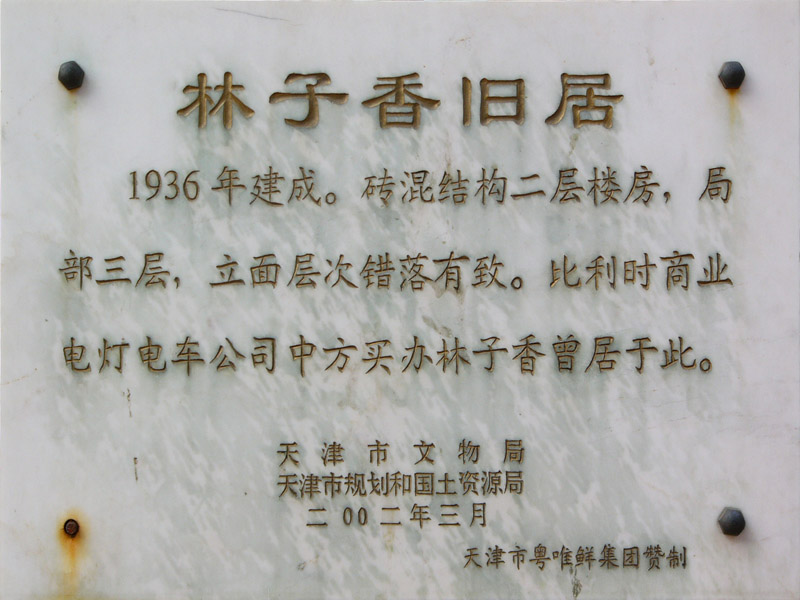 林子香旧居
1936年建成。砖混结构二层楼房，局
部三层，立面层次错落有致。比利时商业
电灯电车公司中方买办林子香曾居于此。
天津市文物局
天津市规划和国土资源局
二00二年三月
天津市粤唯鲜集团赞制